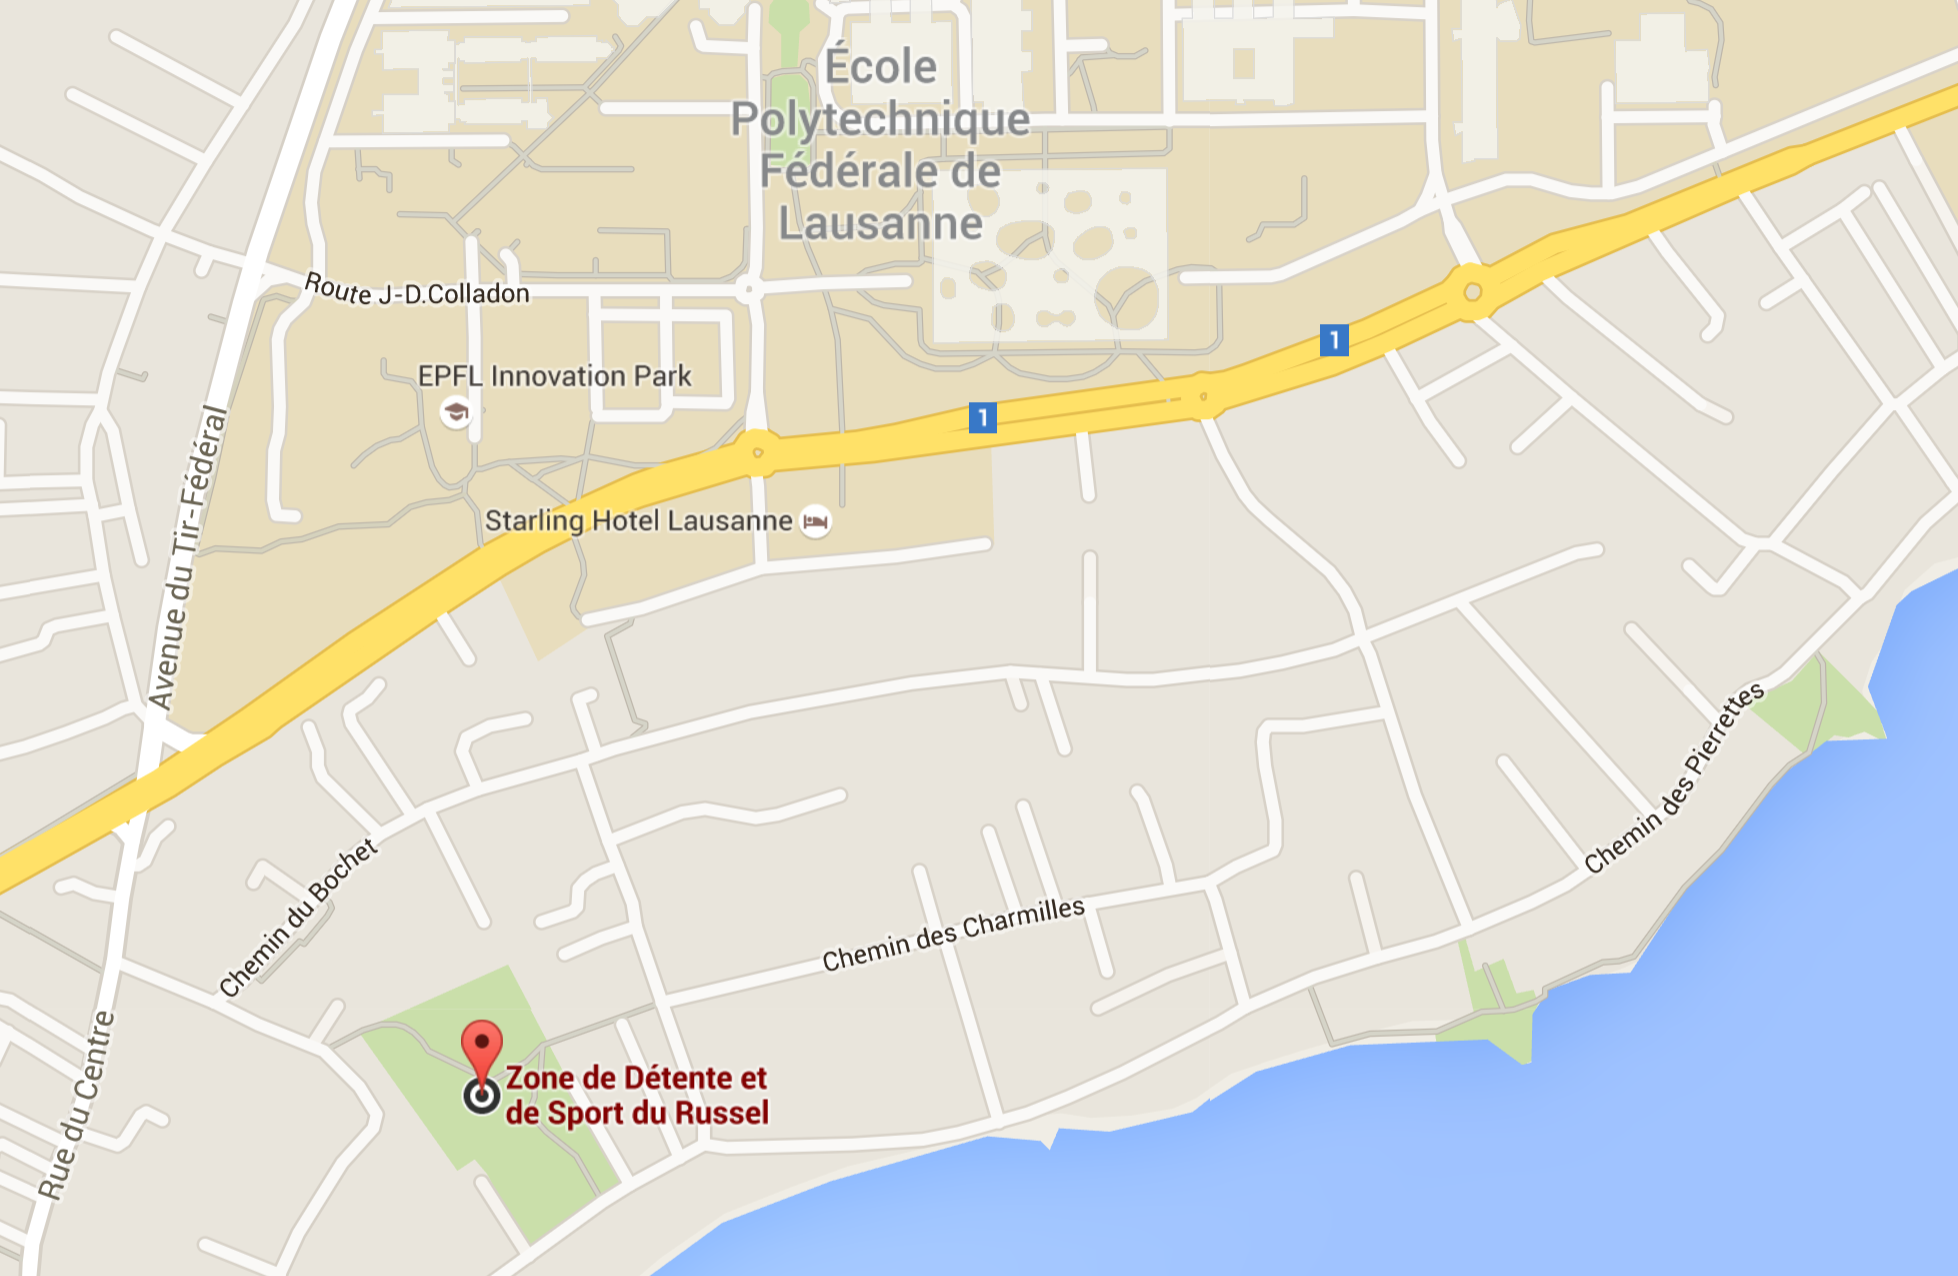 École
Polytechnique
Fédérale de
Lausanne
Route J-D.Colladon
1
EPFL Innovation Park
1
Avenue du Tir-Fédéral
Starling Hotel Lausanne
Chemin des Pierrettes
Chemin du Bochet
Chemin des Charmilles
Rue du Centre
Zone de Détente et
de Sport du Russel